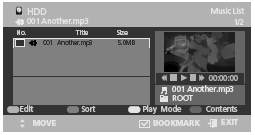 HDD
Music List
001 Another.mp3
1/2
No. Title Size
001 Another.mp3 5.0MB
00:00:00
001 Another.mp3
ROOT
Edit Sort Play Mode Contents
MOVE BOOKMARK EXIT